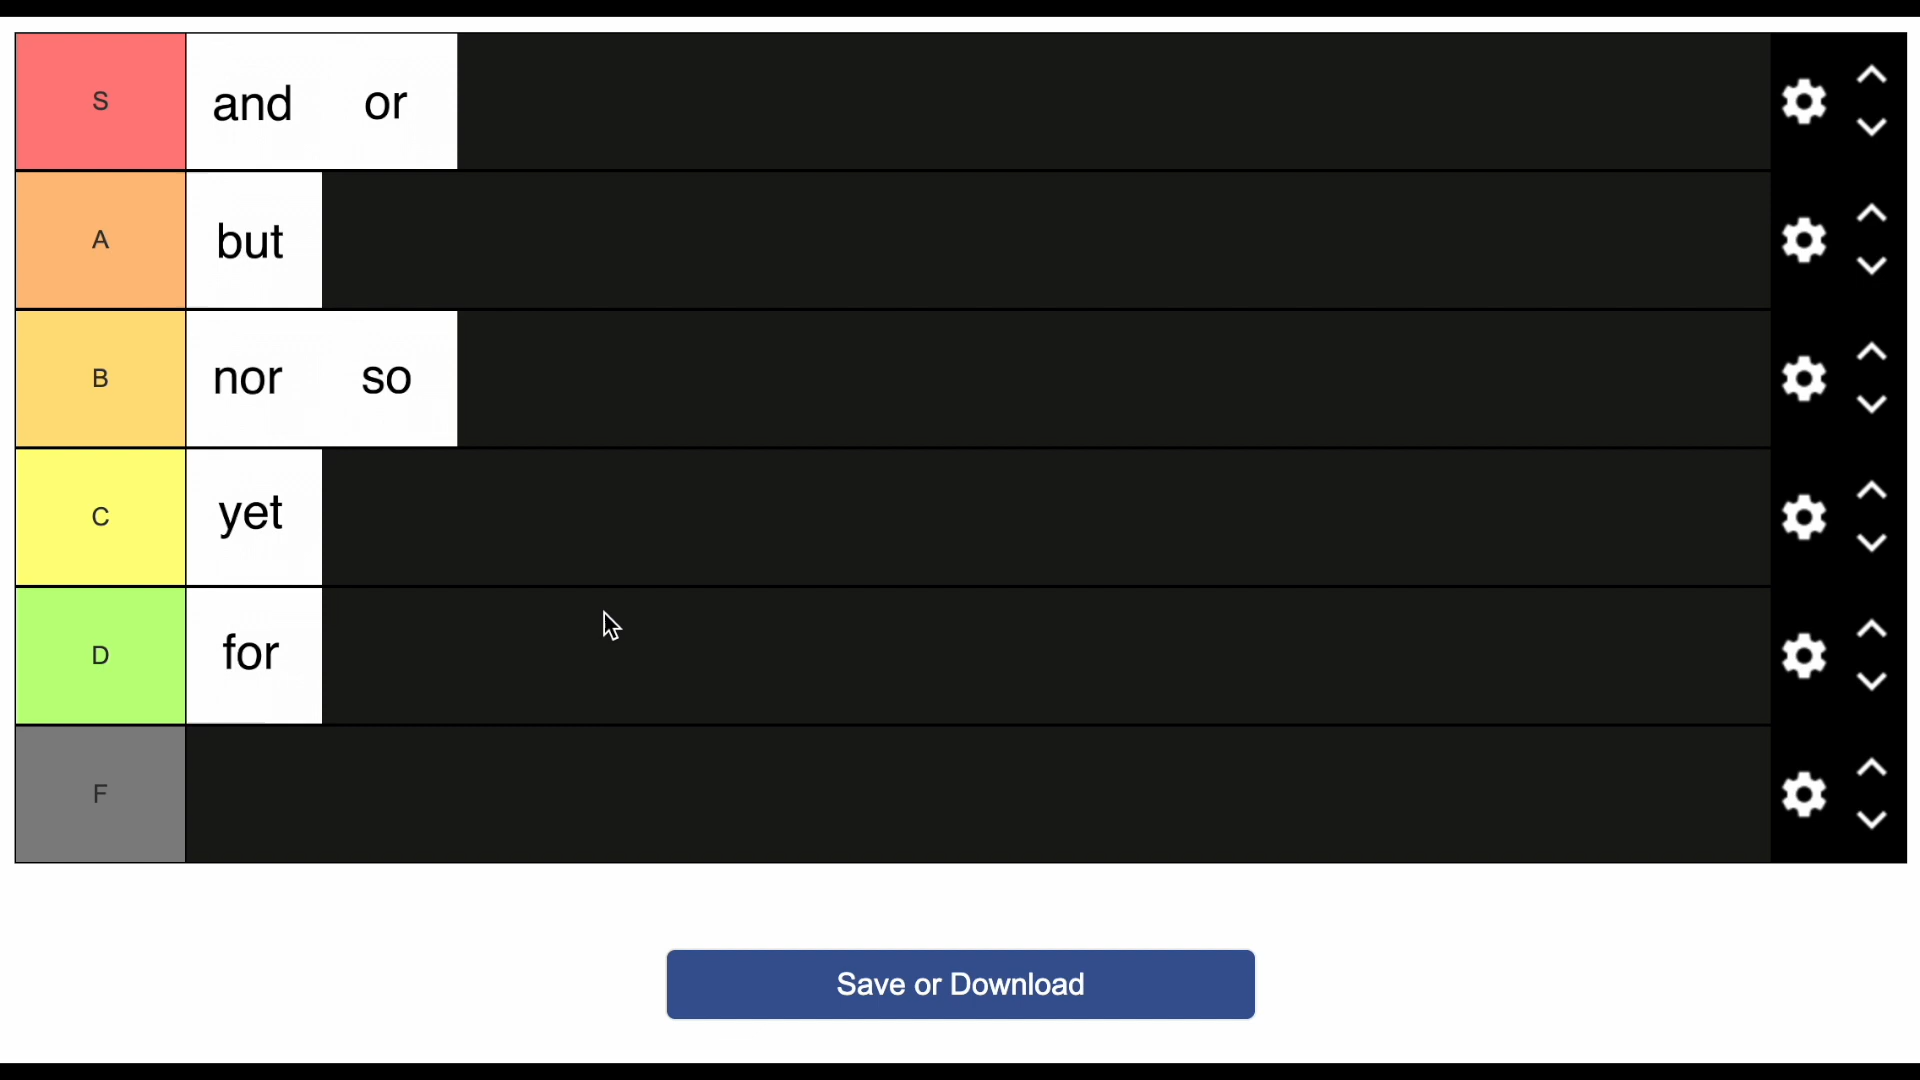 S and or
A but
B nor so
C yet
D for
F
Save or Download